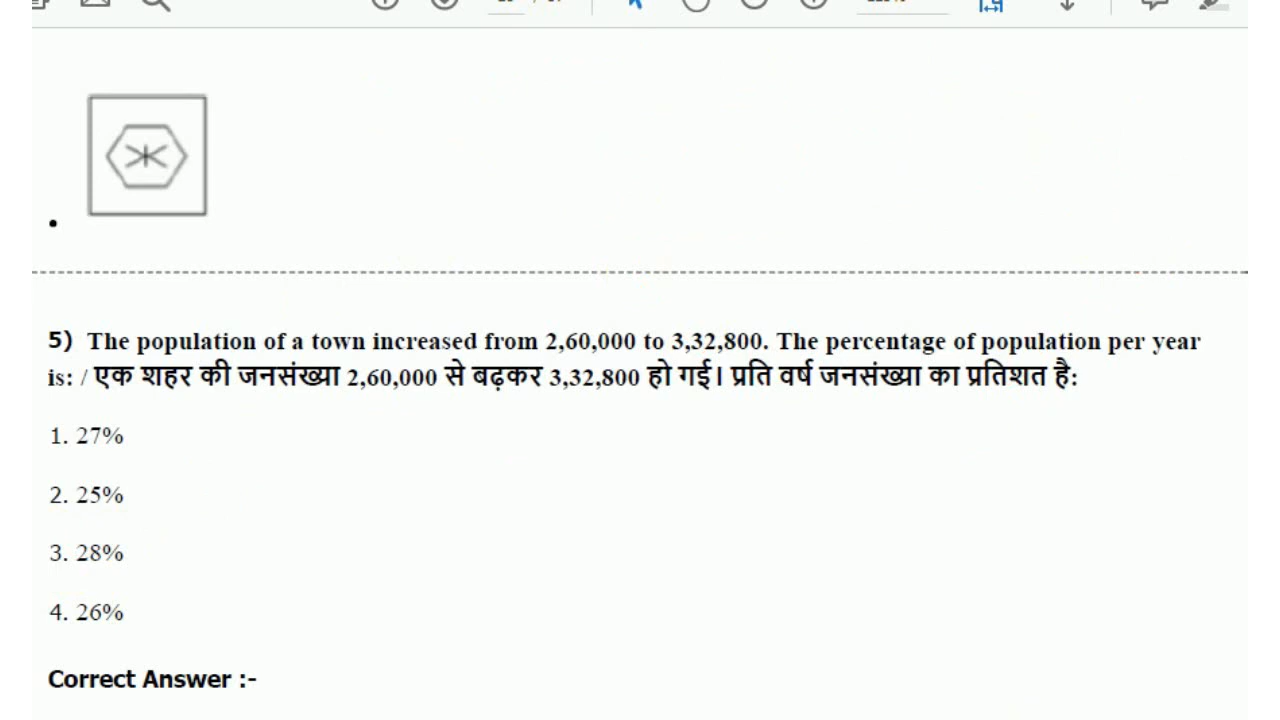 5) The population of a town increased from 2,60,000 to 3,32,800. The percentage of population per year
is: / एक शहर की जनसंख्या 2,60,000 से बढ़कर 3,32,800 हो गई। प्रति वर्ष जनसंख्या का प्रतिशत है:
1. 27%
2. 25%
3. 28%
4. 26%
Correct Answer :-